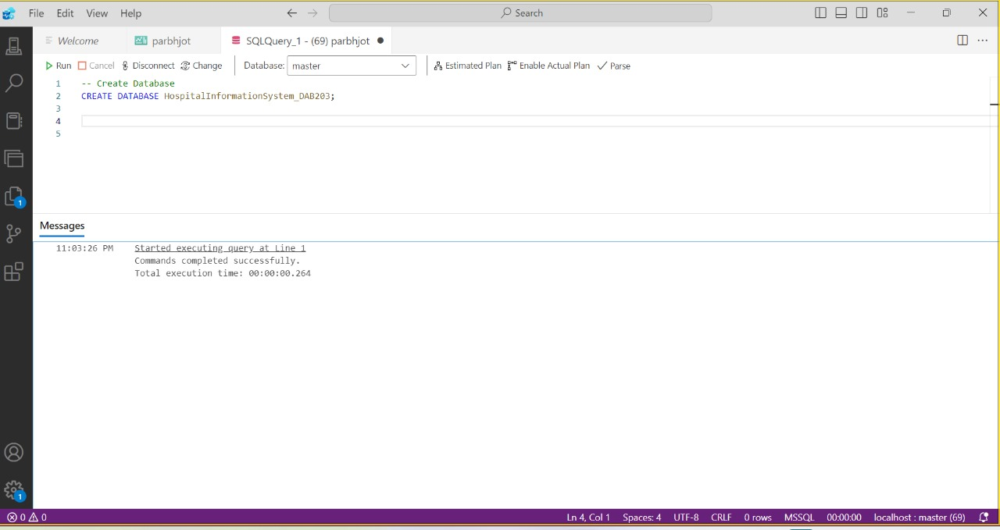 File Edit View Help Search
Welcome parbhjot SQLQuery_1 - (69) parbhjot
Run Cancel Disconnect Change Database: master Estimated Plan Enable Actual Plan Parse
1 -- Create Database
2 CREATE DATABASE HospitalInformationSystem_DAB203;
3
4
5
Messages
11:03:26 PM Started executing query at Line 1
Commands completed successfully.
Total execution time: 00:00:00.264
1
1
0 0 Ln 4, Col 1 Spaces: 4 UTF-8 CRLF 0 rows MSSQL 00:00:00 localhost : master (69)